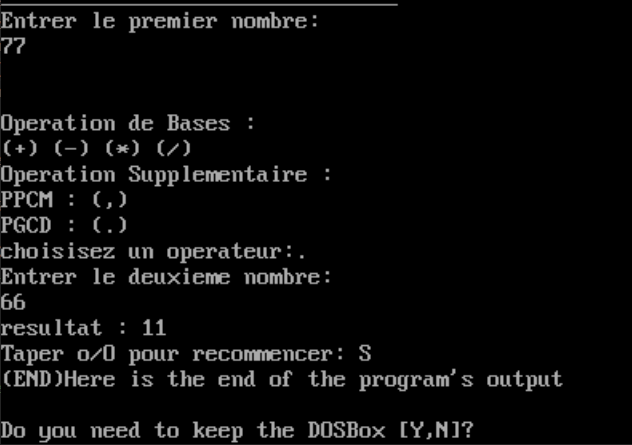 Entrer le premier nombre:
77
Operation de Bases :
(+) (-) (*) (/)
Operation Supplementaire :
PPCM : (,)
PGCD : (.)
choisisez un operateur:.
Entrer le deuxieme nombre:
66
resultat : 11
Taper o/O pour recommencer: S
(END)Here is the end of the program's output
Do you need to keep the DOSBox [Y,N]?